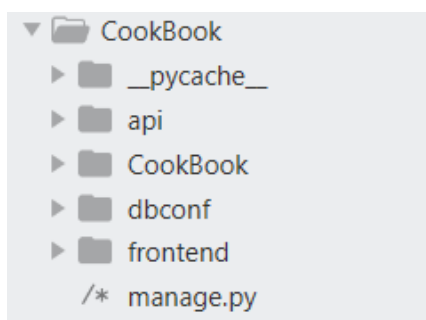 CookBook
__pycache__
api
CookBook
dbconf
frontend
/* manage.py